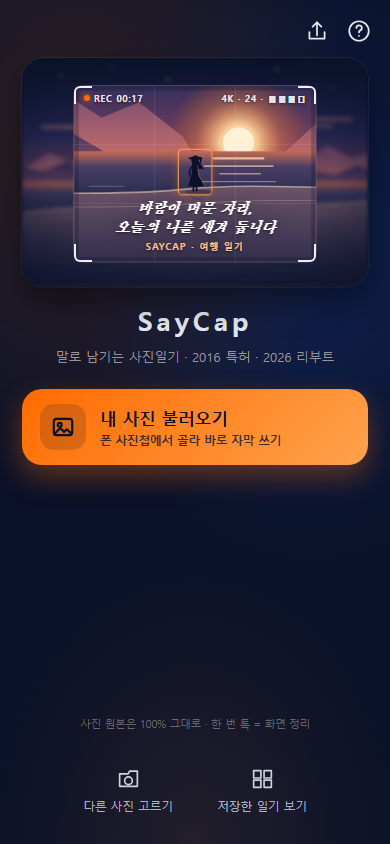 REC 00:17
4K · 24 ·
바람이 머문 자리,
오늘의 나를 새겨 둡니다
SAYCAP · 여행 일기
SayCap
말로 남기는 사진일기 · 2016 특허 · 2026 리부트
내 사진 불러오기
폰 사진첩에서 골라 바로 자막 쓰기
사진 원본은 100% 그대로 · 한 번 톡 = 화면 정리
다른 사진 고르기
저장한 일기 보기